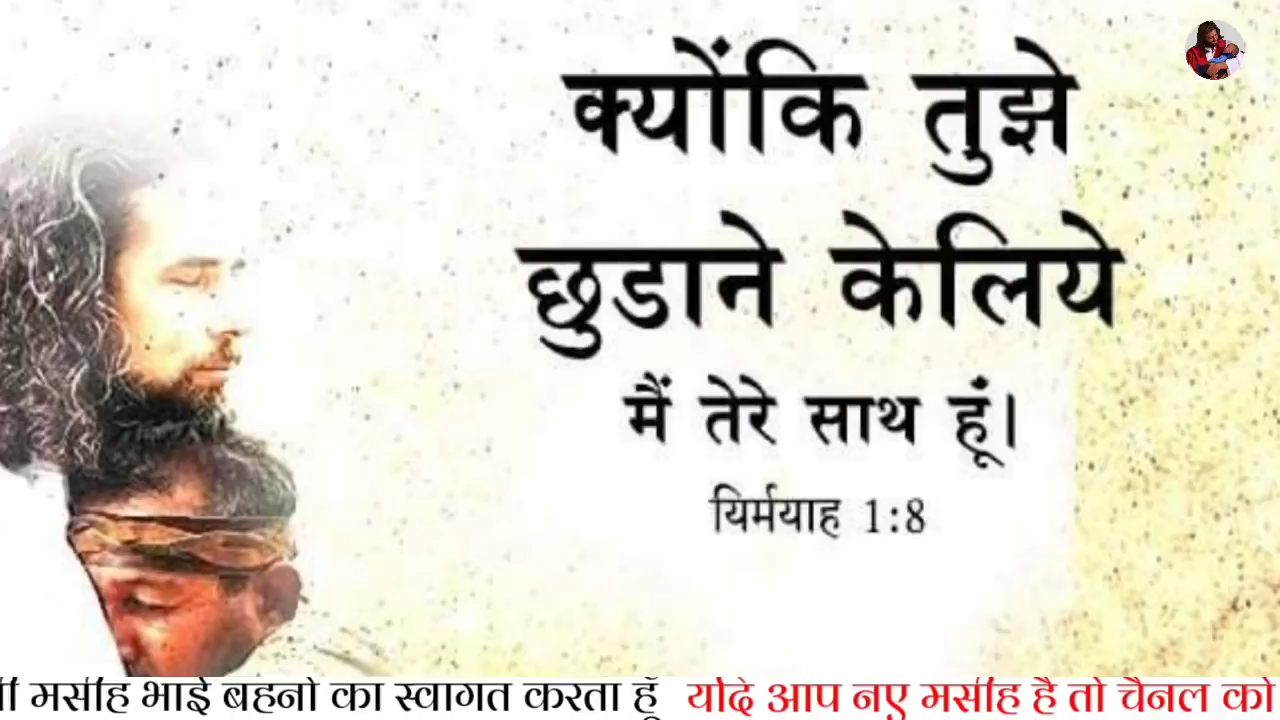 क्योंकि तुझे
छुडाने केलिये
मैं तेरे साथ हूं।
यिर्मयाह 1:8
मसीह भाई बहनो का स्वागत करता हूँ यदि आप नए मसीह है तो चैनल को